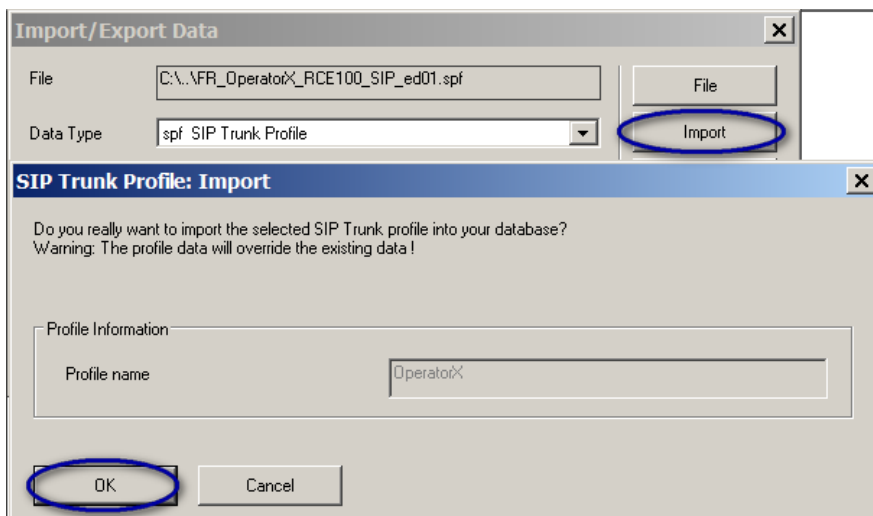 Import/Export Data
File
C:\..\FR_OperatorX_RCE100_SIP_ed01.spf
File
Data Type
spf SIP Trunk Profile
Import
SIP Trunk Profile: Import
Do you really want to import the selected SIP Trunk profile into your database?
Warning: The profile data will override the existing data !
Profile Information
Profile name
OperatorX
OK
Cancel